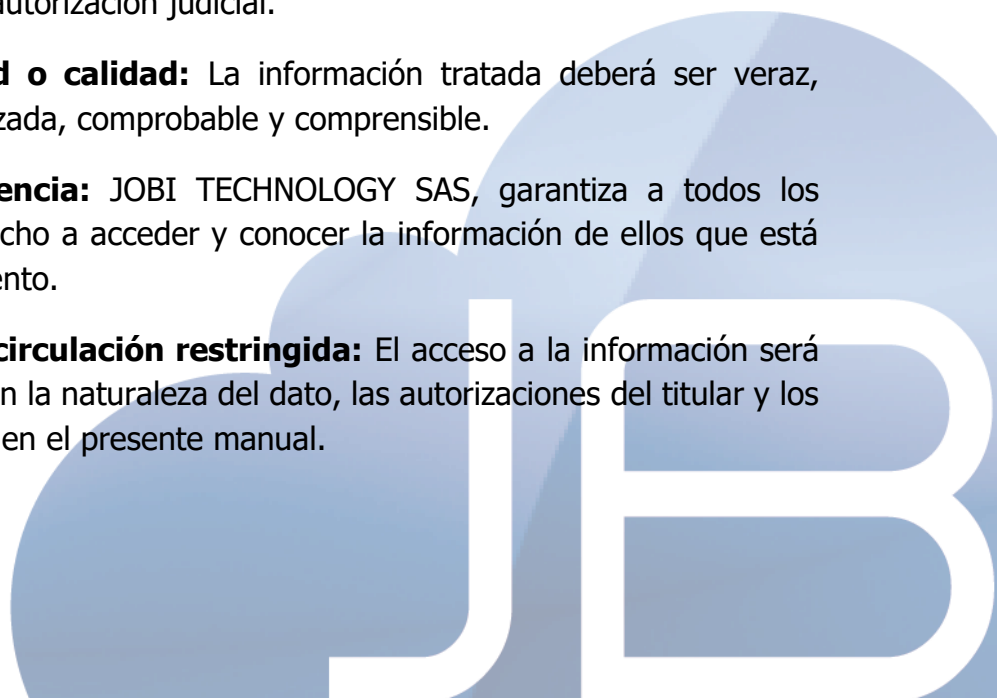 autorización judicial.
d o calidad: La información tratada deberá ser veraz,
zada, comprobable y comprensible.
encia: JOBI TECHNOLOGY SAS, garantiza a todos los
cho a acceder y conocer la información de ellos que está
ento.
circulación restringida: El acceso a la información será
n la naturaleza del dato, las autorizaciones del titular y los
en el presente manual.
JB